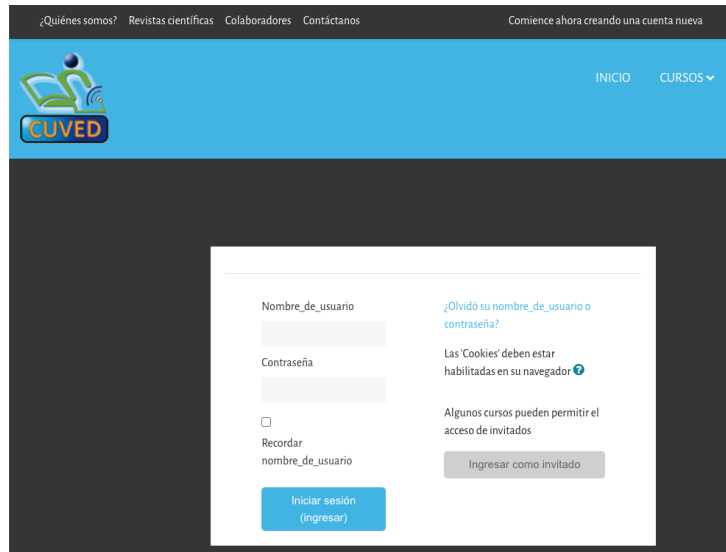 ¿Quiénes somos? Revistas científicas Colaboradores Contáctanos
Comience ahora creando una cuenta nueva
CUVED
INICIO CURSOS
Nombre_de_usuario
Contraseña
Recordar
nombre_de_usuario
Iniciar sesión
(ingresar)
¿Olvidó su nombre_de_usuario o
contraseña?
Las 'Cookies' deben estar
habilitadas en su navegador ?
Algunos cursos pueden permitir el
acceso de invitados
Ingresar como invitado